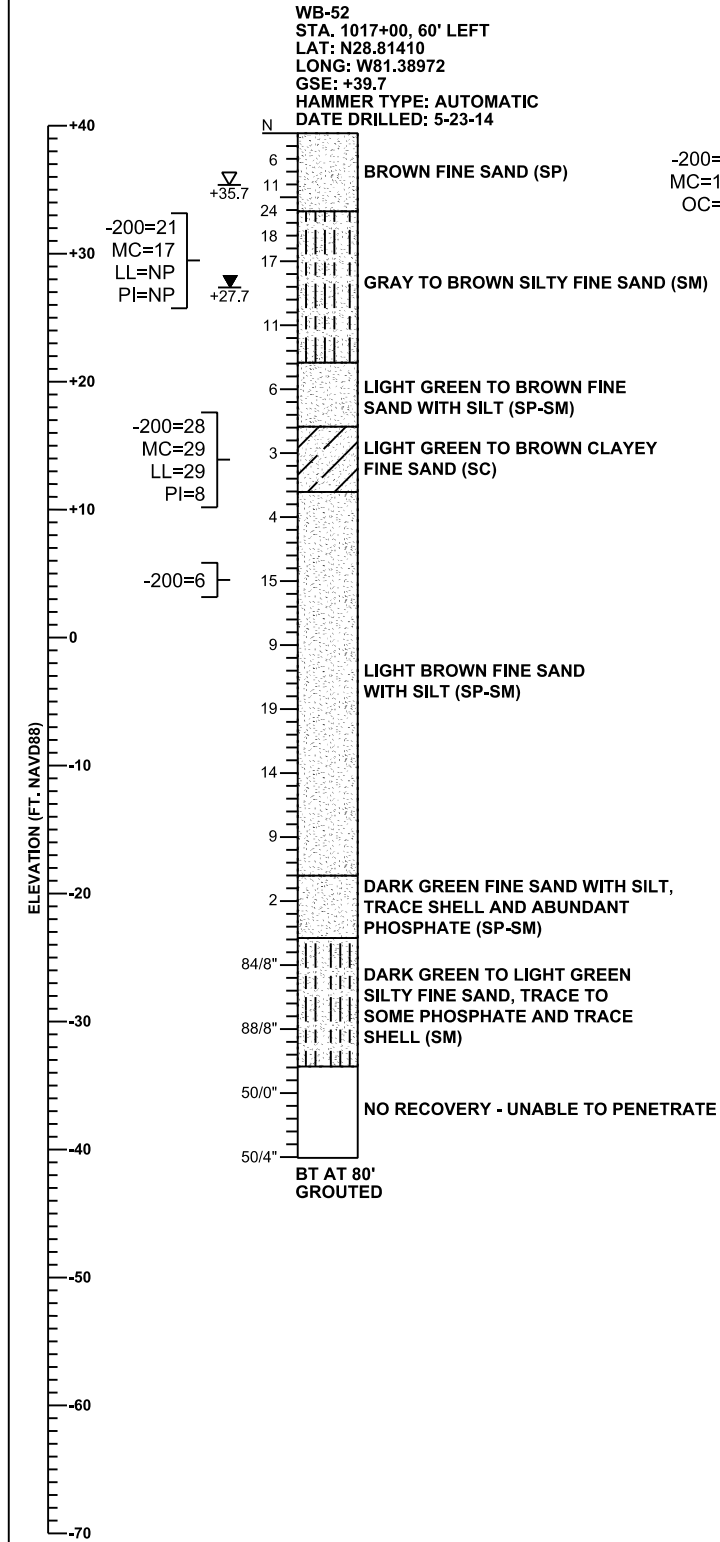 WB-52
STA. 1017+00, 60' LEFT
LAT: N28.81410
LONG: W81.38972
GSE: +39.7
HAMMER TYPE: AUTOMATIC
DATE DRILLED: 5-23-14
ELEVATION (FT. NAVD88)
+40
+30
+20
+10
0
-10
-20
-30
-40
-50
-60
-70
N
6
11
24
18
17
11
6
3
4
15
9
19
14
9
2
84/8"
88/8"
50/0"
50/4"
+35.7
+27.7
-200=21
MC=17
LL=NP
PI=NP
-200=28
MC=29
LL=29
PI=8
-200=6
BROWN FINE SAND (SP)
GRAY TO BROWN SILTY FINE SAND (SM)
LIGHT GREEN TO BROWN FINE
SAND WITH SILT (SP-SM)
LIGHT GREEN TO BROWN CLAYEY
FINE SAND (SC)
LIGHT BROWN FINE SAND
WITH SILT (SP-SM)
DARK GREEN FINE SAND WITH SILT,
TRACE SHELL AND ABUNDANT
PHOSPHATE (SP-SM)
DARK GREEN TO LIGHT GREEN
SILTY FINE SAND, TRACE TO
SOME PHOSPHATE AND TRACE
SHELL (SM)
NO RECOVERY - UNABLE TO PENETRATE
BT AT 80'
GROUTED
-200=
MC=1
OC=